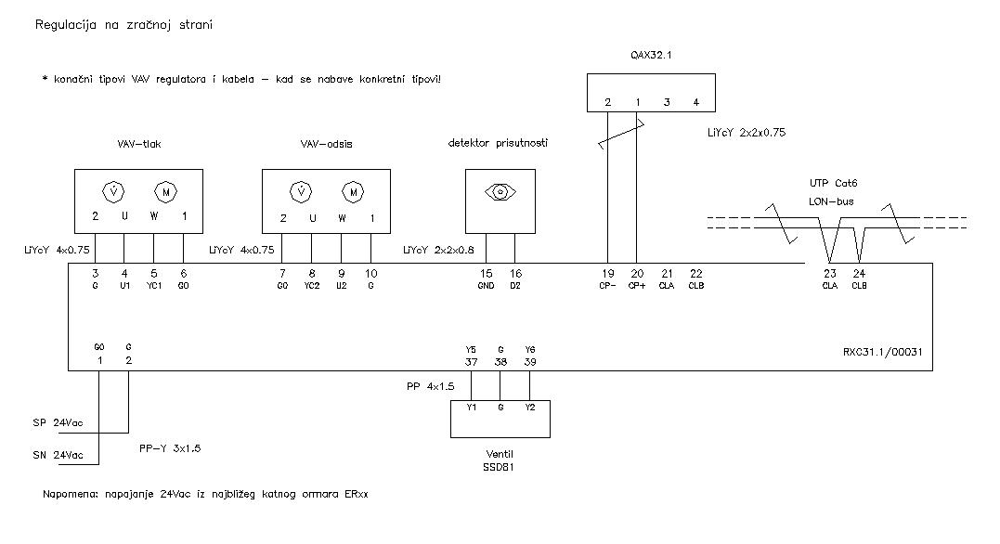 Regulacija na zračnoj strani
QAX32.1
* konačni tipovi VAV regulatora i kabela – kad se nabave konkretni tipovi!
2 1 3 4
LiYcY 2x2x0.75
VAV-tlak VAV-odsis detektor prisutnosti
UTP Cat6
V̇ M V̇ M
LON-bus
2 U W 1 2 U W 1
LiYcY 4x0.75 LiYcY 4x0.75 LiYcY 2x2x0.8
3 4 5 6 7 8 9 10 15 16 19 20 21 22 23 24
G U1 YC1 G0 G0 YC2 U2 G GND D2 CP- CP+ CLA CLB CLA CLB
G0 G Y5 G Y6
RXC31.1/00031
1 2 37 38 39
PP 4x1.5
Y1 G Y2
SP 24Vac
PP-Y 3x1.5
SN 24Vac
Ventil
SSD81
Napomena: napajanje 24Vac iz najbližeg katnog ormara ERxx